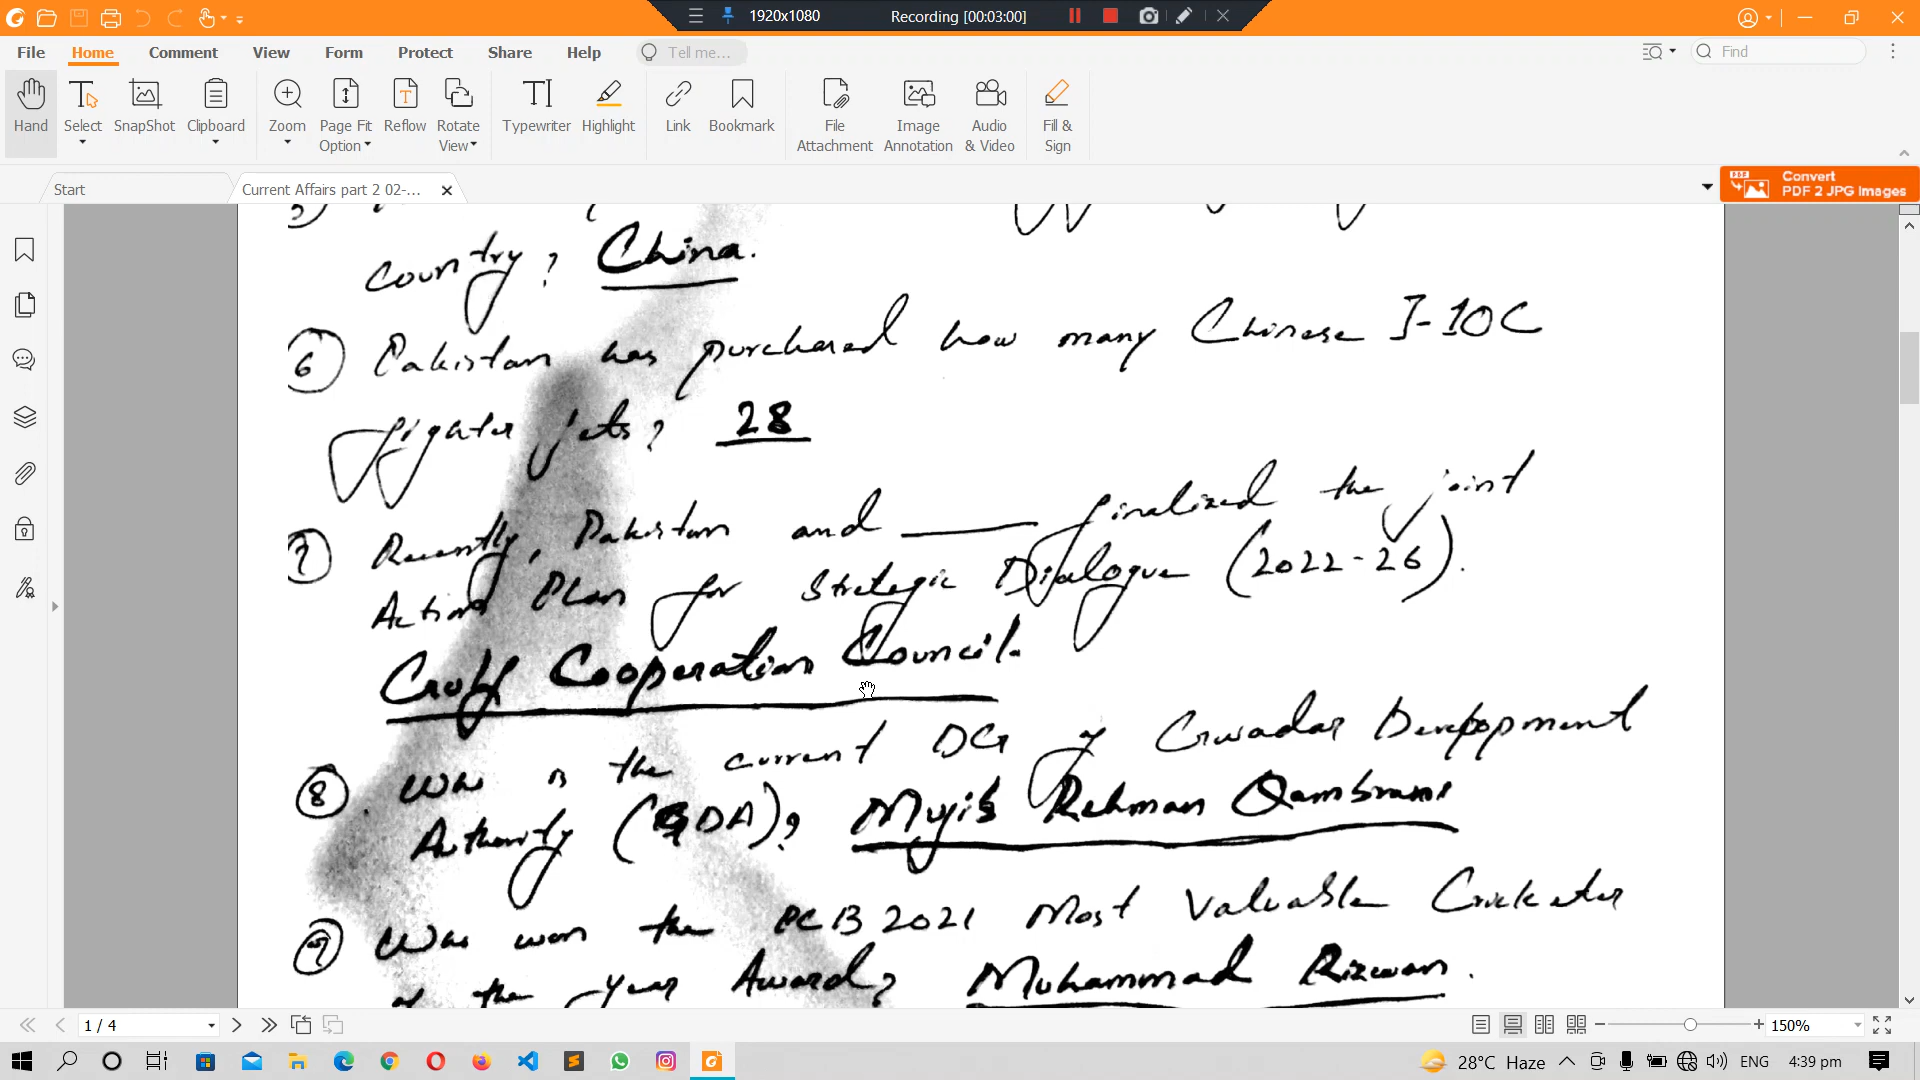 1920x1080
Recording [00:03:00]
File Home Comment View Form Protect Share Help Tell me... Find
Hand Select SnapShot Clipboard Zoom Page Fit Option Reflow Rotate View Typewriter Highlight Link Bookmark File Attachment Image Annotation Audio & Video Fill & Sign
Start Current Affairs part 2 02-... Convert
PDF 2 JPG Images
country? China.
6 Pakistan has purchased how many Chinese J-10C
fighter jets? 28
7 Recently, Pakistan and ____ finalized the joint
Action Plan for Strategic Dialogue (2022-26).
Gulf Cooperation Council.
8 Who is the current DG of Gwadar Development
Authority (GDA)? Mujib Rehman Qambrani
9 Who won the PCB 2021 Most Valuable Cricketer
of the Year Award? Muhammad Rizwan.
1 / 4 150%
28°C Haze ENG 4:39 pm